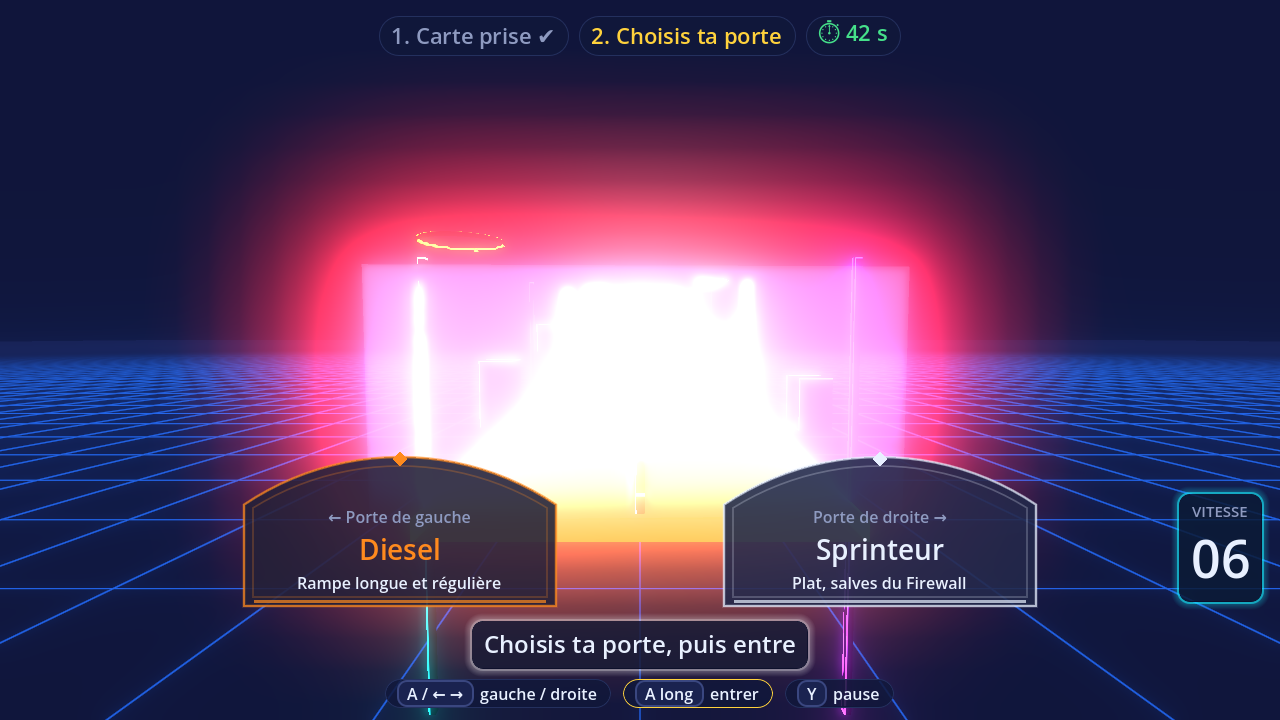 1. Carte prise ✔
2. Choisis ta porte
⏱ 42 s
← Porte de gauche
Diesel
Rampe longue et régulière
Porte de droite →
Sprinteur
Plat, salves du Firewall
VITESSE
06
Choisis ta porte, puis entre
A / ← → gauche / droite
A long entrer
Y pause